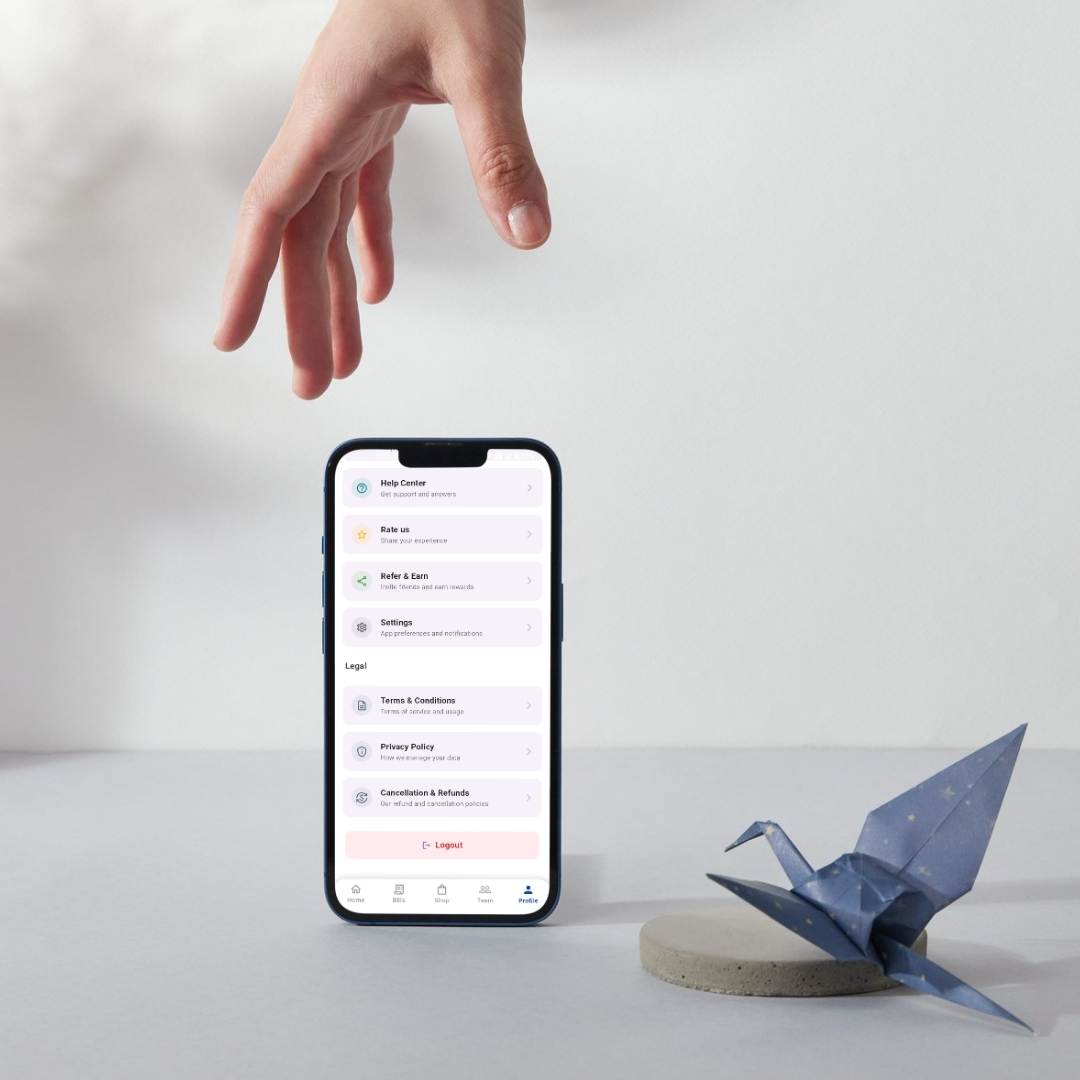 Help Center
Get support and answers
Rate us
Share your experience
Refer & Earn
Invite friends and earn rewards
Settings
App preferences and notifications
Legal
Terms & Conditions
Terms of service and usage
Privacy Policy
How we manage your data
Cancellation & Refunds
Our refund and cancellation policies
Logout
Home Bills Shop Team Profile